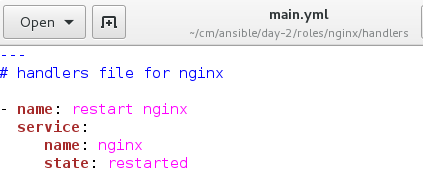 Open
main.yml
~/cm/ansible/day-2/roles/nginx/handlers
---
# handlers file for nginx
- name: restart nginx
  service:
     name: nginx
     state: restarted